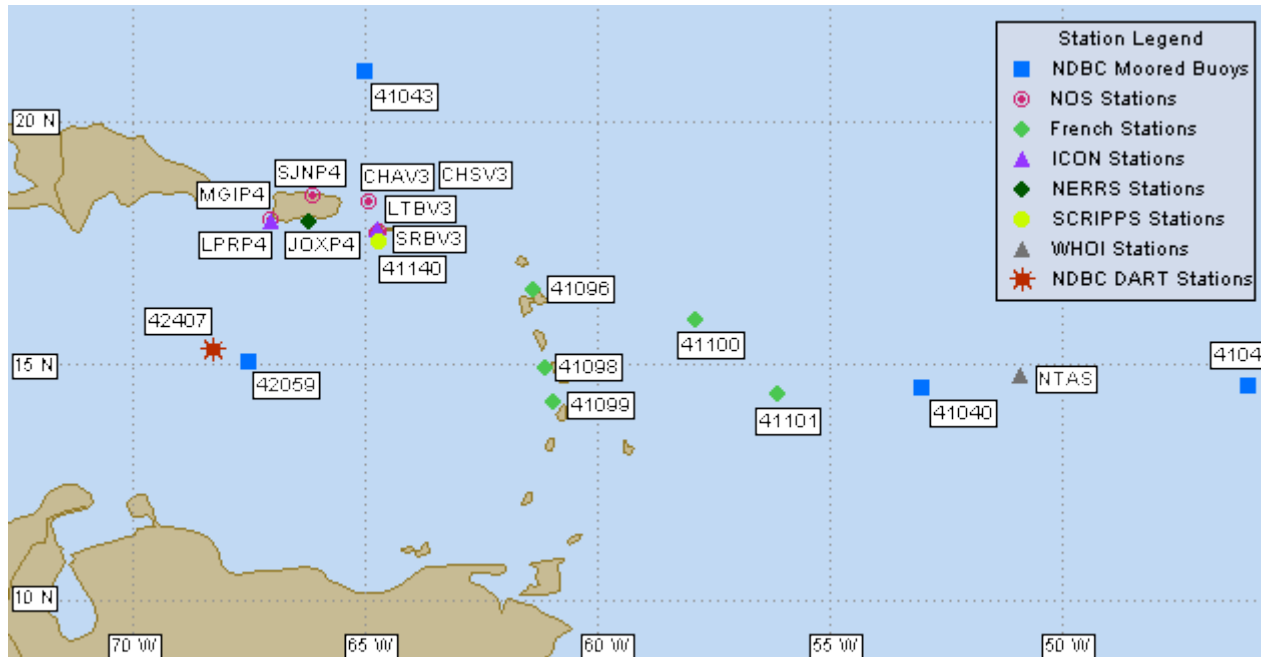 Station Legend
NDBC Moored Buoys
NOS Stations
French Stations
ICON Stations
NERRS Stations
SCRIPPS Stations
WHOI Stations
NDBC DART Stations
41043
20 N
SJNP4
CHAV3
CHSV3
MGIP4
LTBV3
LPRP4
JOXP4
SRBV3
41140
41096
42407
41100
15 N
41098
4104
42059
NTAS
41099
41040
41101
10 N
70 W
65 W
60 W
55 W
50 W